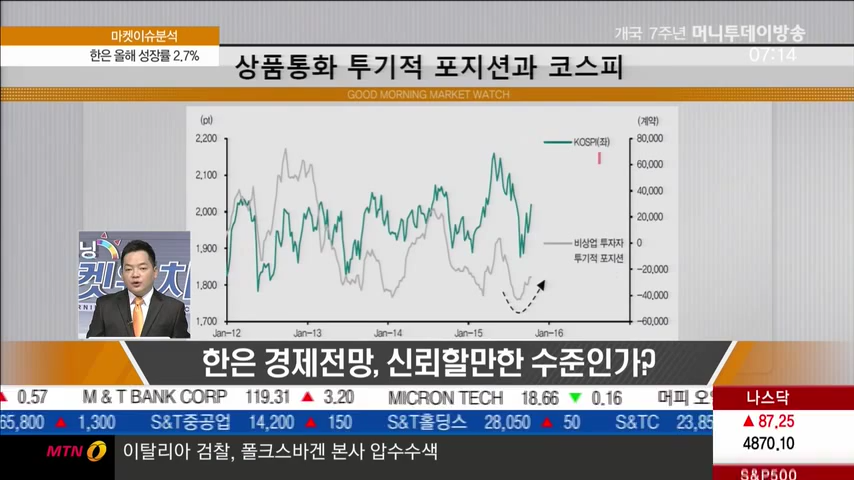 마켓이슈분석
한은 올해 성장률 2.7%
개국 7주년 머니투데이방송
07:14
상품통화 투기적 포지션과 코스피
GOOD MORNING MARKET WATCH
(pt)
(계약)
2,200
2,100
2,000
1,900
1,800
1,700
80,000
60,000
40,000
20,000
0
-20,000
-40,000
-60,000
KOSPI(좌)
비상업 투자자
투기적 포지션
Jan-12
Jan-13
Jan-14
Jan-15
Jan-16
닝
켓
한은 경제전망, 신뢰할만한 수준인가?
▲ 0.57 M & T BANK CORP 119.31 ▲ 3.20 MICRON TECH 18.66 ▼ 0.16 머피 오
65,800 ▲ 1,300 S&T중공업 14,200 ▲ 150 S&T홀딩스 28,050 ▲ 50 S&TC 23,85
나스닥
▲ 87.25
4870.10
S&P500
MTN 이탈리아 검찰, 폴크스바겐 본사 압수수색